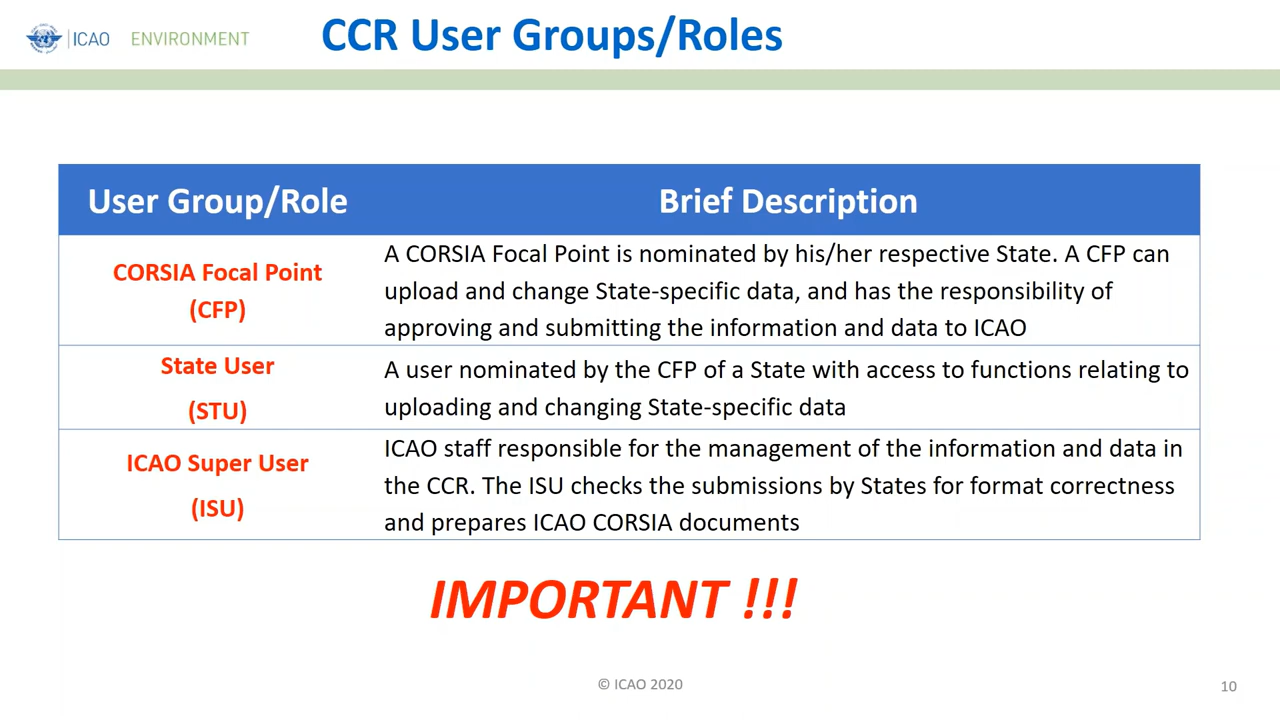 ICAO ENVIRONMENT
CCR User Groups/Roles
User Group/Role
Brief Description
CORSIA Focal Point
(CFP)
A CORSIA Focal Point is nominated by his/her respective State. A CFP can
upload and change State-specific data, and has the responsibility of
approving and submitting the information and data to ICAO
State User
(STU)
A user nominated by the CFP of a State with access to functions relating to
uploading and changing State-specific data
ICAO Super User
(ISU)
ICAO staff responsible for the management of the information and data in
the CCR. The ISU checks the submissions by States for format correctness
and prepares ICAO CORSIA documents
IMPORTANT !!!
© ICAO 2020
10